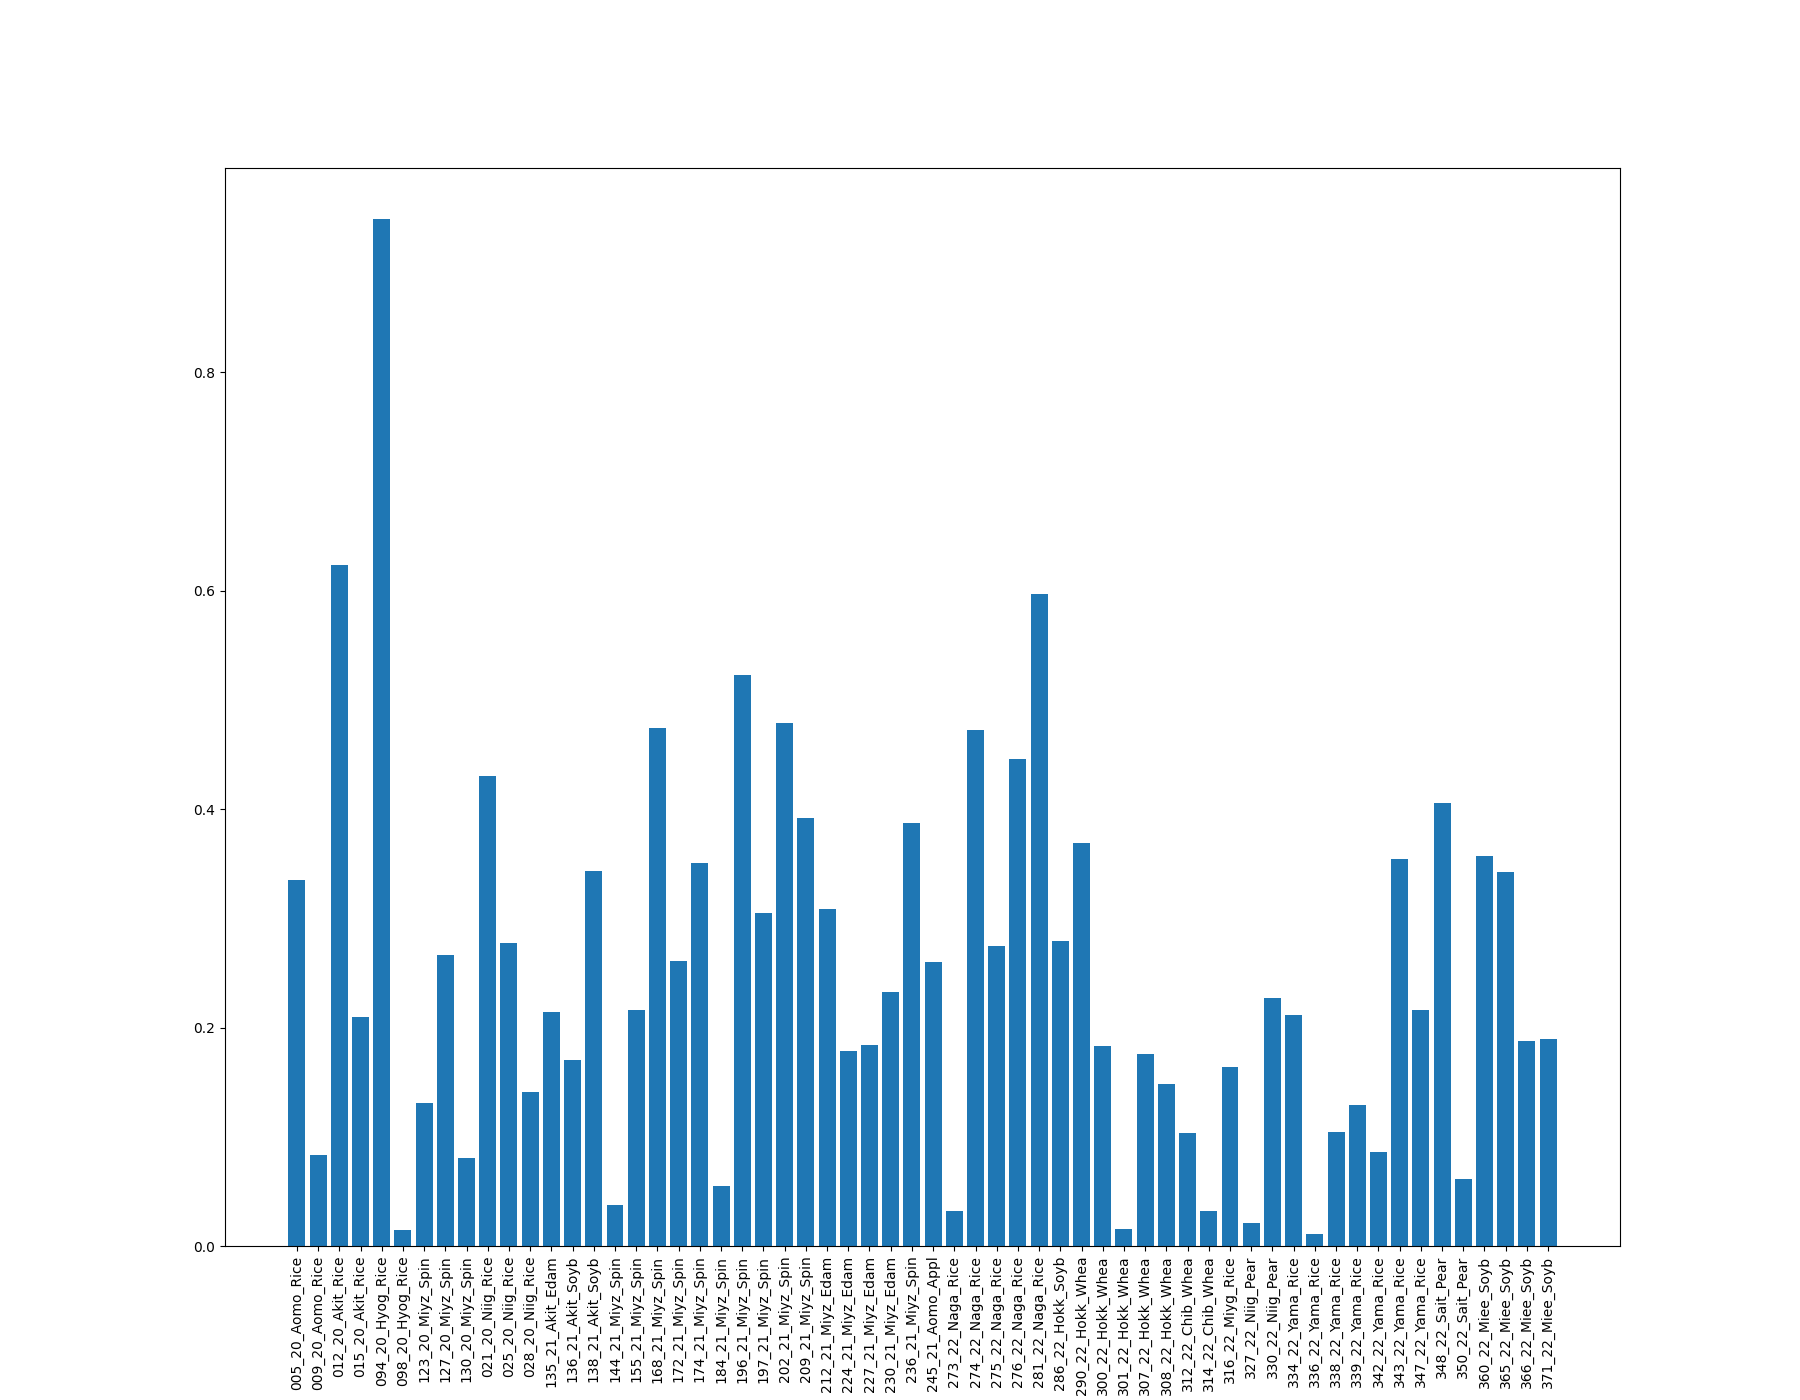 0.8
0.6
0.4
0.2
0.0
005_20_Aomo_Rice
009_20_Aomo_Rice
012_20_Akit_Rice
015_20_Akit_Rice
094_20_Hyog_Rice
098_20_Hyog_Rice
123_20_Miyz_Spin
127_20_Miyz_Spin
130_20_Miyz_Spin
021_20_Niig_Rice
025_20_Niig_Rice
028_20_Niig_Rice
135_21_Akit_Edam
136_21_Akit_Soyb
138_21_Akit_Soyb
144_21_Miyz_Spin
155_21_Miyz_Spin
168_21_Miyz_Spin
172_21_Miyz_Spin
174_21_Miyz_Spin
184_21_Miyz_Spin
196_21_Miyz_Spin
197_21_Miyz_Spin
202_21_Miyz_Spin
209_21_Miyz_Spin
212_21_Miyz_Edam
224_21_Miyz_Edam
227_21_Miyz_Edam
230_21_Miyz_Edam
236_21_Miyz_Spin
245_21_Aomo_Appl
273_22_Naga_Rice
274_22_Naga_Rice
275_22_Naga_Rice
276_22_Naga_Rice
281_22_Naga_Rice
286_22_Hokk_Soyb
290_22_Hokk_Whea
300_22_Hokk_Whea
301_22_Hokk_Whea
307_22_Hokk_Whea
308_22_Hokk_Whea
312_22_Chib_Whea
314_22_Chib_Whea
316_22_Miyg_Rice
327_22_Niig_Pear
330_22_Niig_Pear
334_22_Yama_Rice
336_22_Yama_Rice
338_22_Yama_Rice
339_22_Yama_Rice
342_22_Yama_Rice
343_22_Yama_Rice
347_22_Yama_Rice
348_22_Sait_Pear
350_22_Sait_Pear
360_22_Miee_Soyb
365_22_Miee_Soyb
366_22_Miee_Soyb
371_22_Miee_Soyb